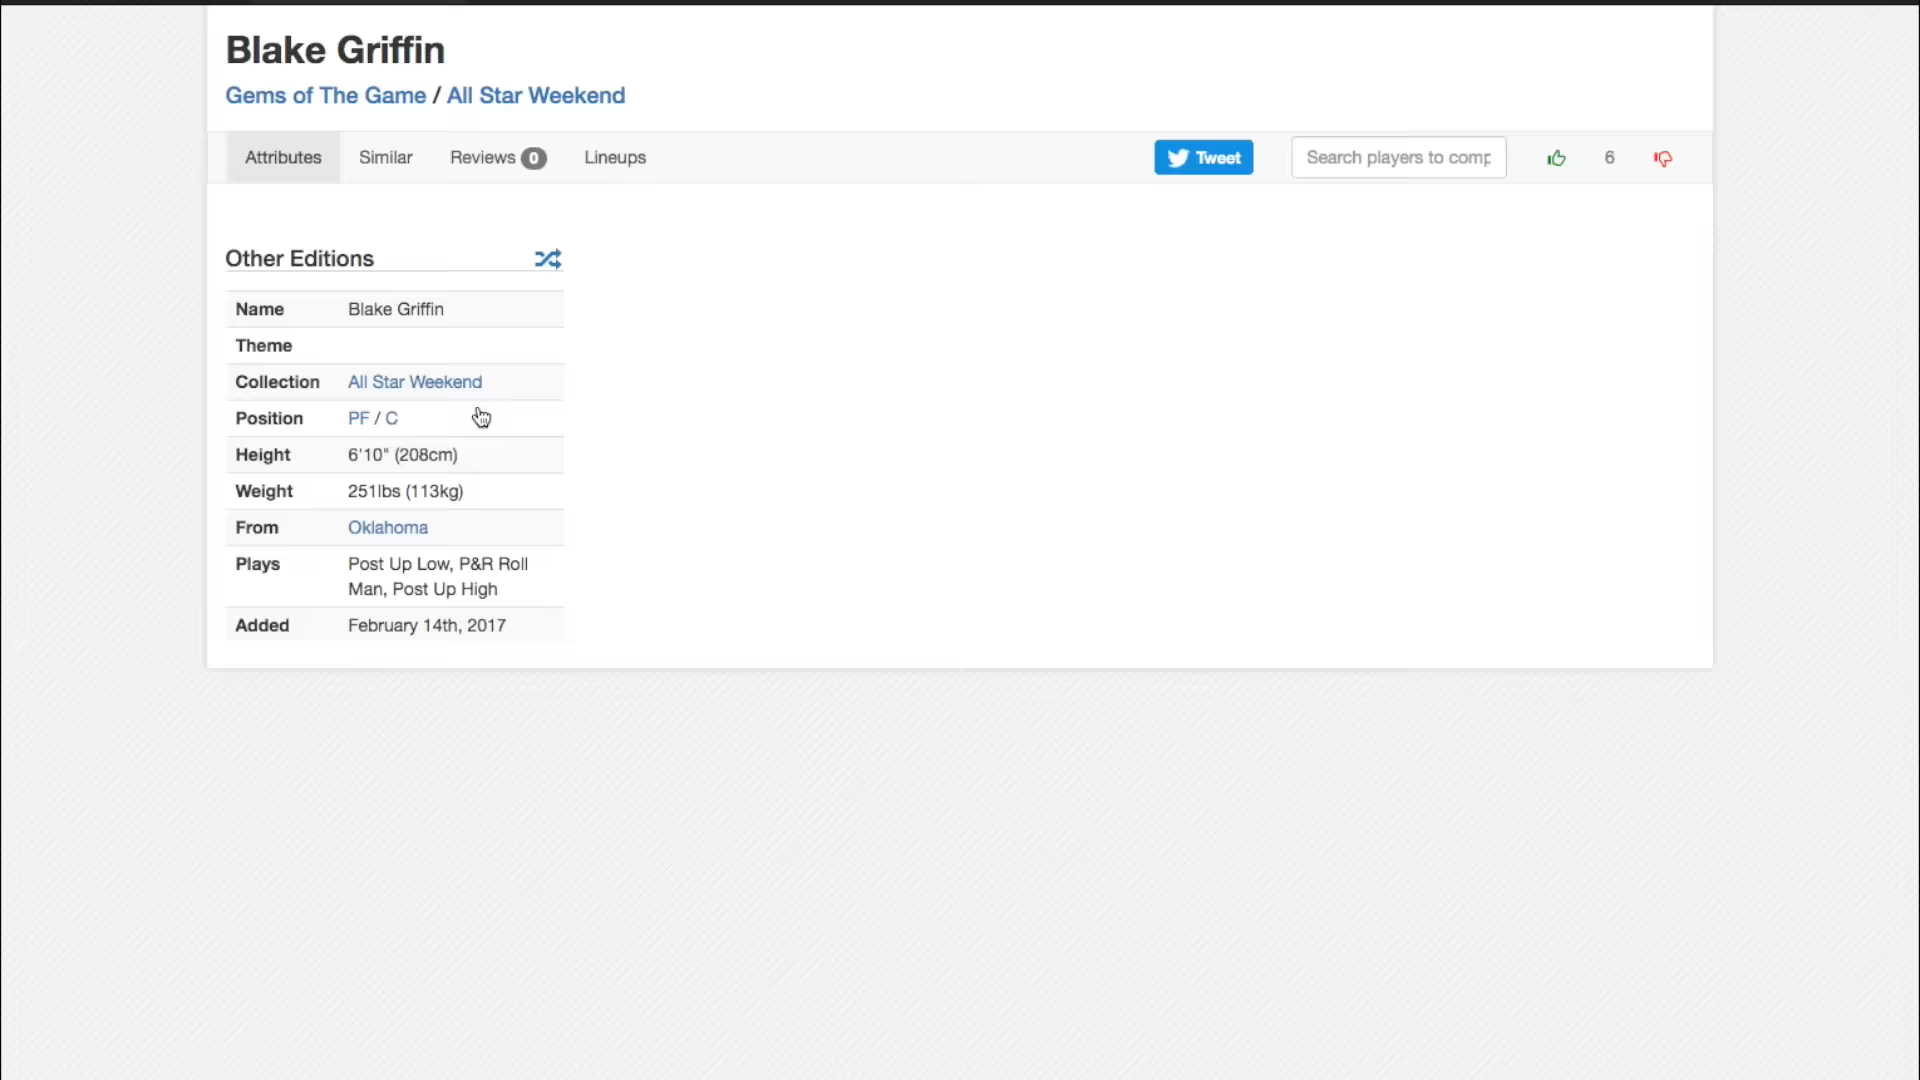 Blake Griffin
Gems of The Game / All Star Weekend
Attributes Similar Reviews 0 Lineups Tweet Search players to comp 6
Other Editions
Name Blake Griffin
Theme
Collection All Star Weekend
Position PF / C
Height 6'10" (208cm)
Weight 251lbs (113kg)
From Oklahoma
Plays Post Up Low, P&R Roll
Man, Post Up High
Added February 14th, 2017